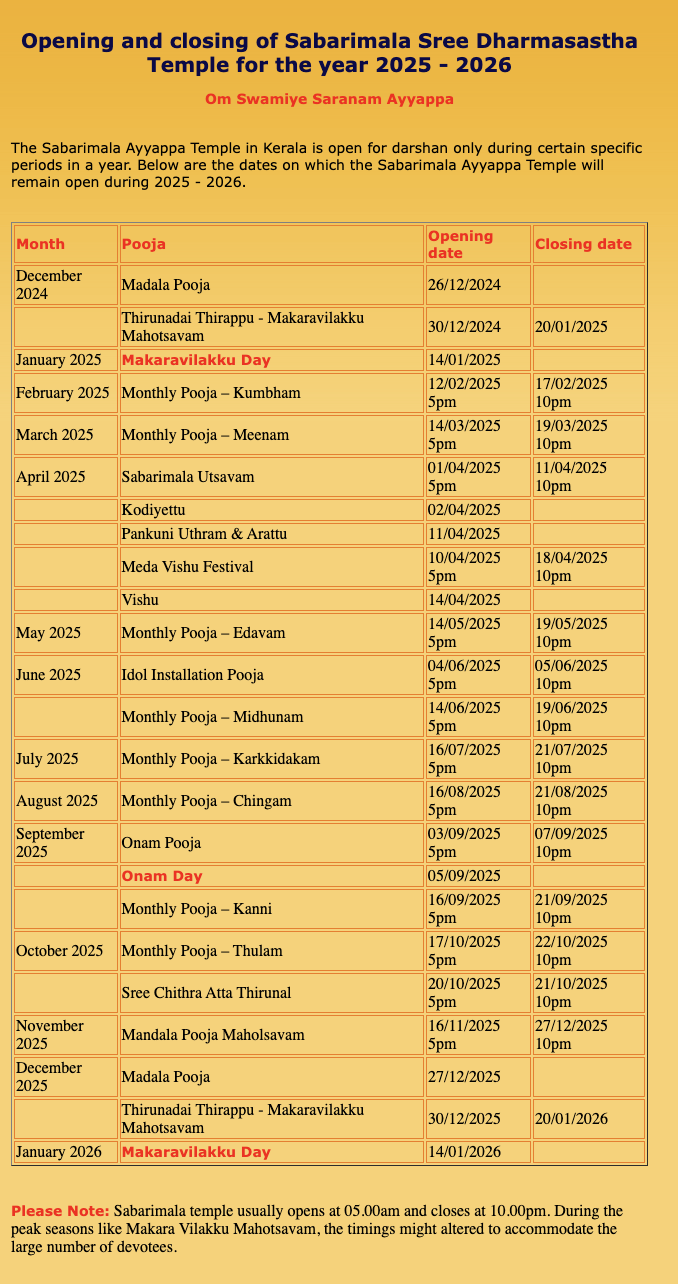 Opening and closing of Sabarimala Sree Dharmasastha
Temple for the year 2025 - 2026
Om Swamiye Saranam Ayyappa
The Sabarimala Ayyappa Temple in Kerala is open for darshan only during certain specific
periods in a year. Below are the dates on which the Sabarimala Ayyappa Temple will
remain open during 2025 - 2026.
Month Pooja Opening date Closing date
December 2024 Madala Pooja 26/12/2024
Thirunadai Thirappu - Makaravilakku Mahotsavam 30/12/2024 20/01/2025
January 2025 Makaravilakku Day 14/01/2025
February 2025 Monthly Pooja – Kumbham 12/02/2025 5pm 17/02/2025 10pm
March 2025 Monthly Pooja – Meenam 14/03/2025 5pm 19/03/2025 10pm
April 2025 Sabarimala Utsavam 01/04/2025 5pm 11/04/2025 10pm
Kodiyettu 02/04/2025
Pankuni Uthram & Arattu 11/04/2025
Meda Vishu Festival 10/04/2025 5pm 18/04/2025 10pm
Vishu 14/04/2025
May 2025 Monthly Pooja – Edavam 14/05/2025 5pm 19/05/2025 10pm
June 2025 Idol Installation Pooja 04/06/2025 5pm 05/06/2025 10pm
Monthly Pooja – Midhunam 14/06/2025 5pm 19/06/2025 10pm
July 2025 Monthly Pooja – Karkkidakam 16/07/2025 5pm 21/07/2025 10pm
August 2025 Monthly Pooja – Chingam 16/08/2025 5pm 21/08/2025 10pm
September 2025 Onam Pooja 03/09/2025 5pm 07/09/2025 10pm
Onam Day 05/09/2025
Monthly Pooja – Kanni 16/09/2025 5pm 21/09/2025 10pm
October 2025 Monthly Pooja – Thulam 17/10/2025 5pm 22/10/2025 10pm
Sree Chithra Atta Thirunal 20/10/2025 5pm 21/10/2025 10pm
November 2025 Mandala Pooja Maholsavam 16/11/2025 5pm 27/12/2025 10pm
December 2025 Madala Pooja 27/12/2025
Thirunadai Thirappu - Makaravilakku Mahotsavam 30/12/2025 20/01/2026
January 2026 Makaravilakku Day 14/01/2026
Please Note: Sabarimala temple usually opens at 05.00am and closes at 10.00pm. During the
peak seasons like Makara Vilakku Mahotsavam, the timings might altered to accommodate the
large number of devotees.